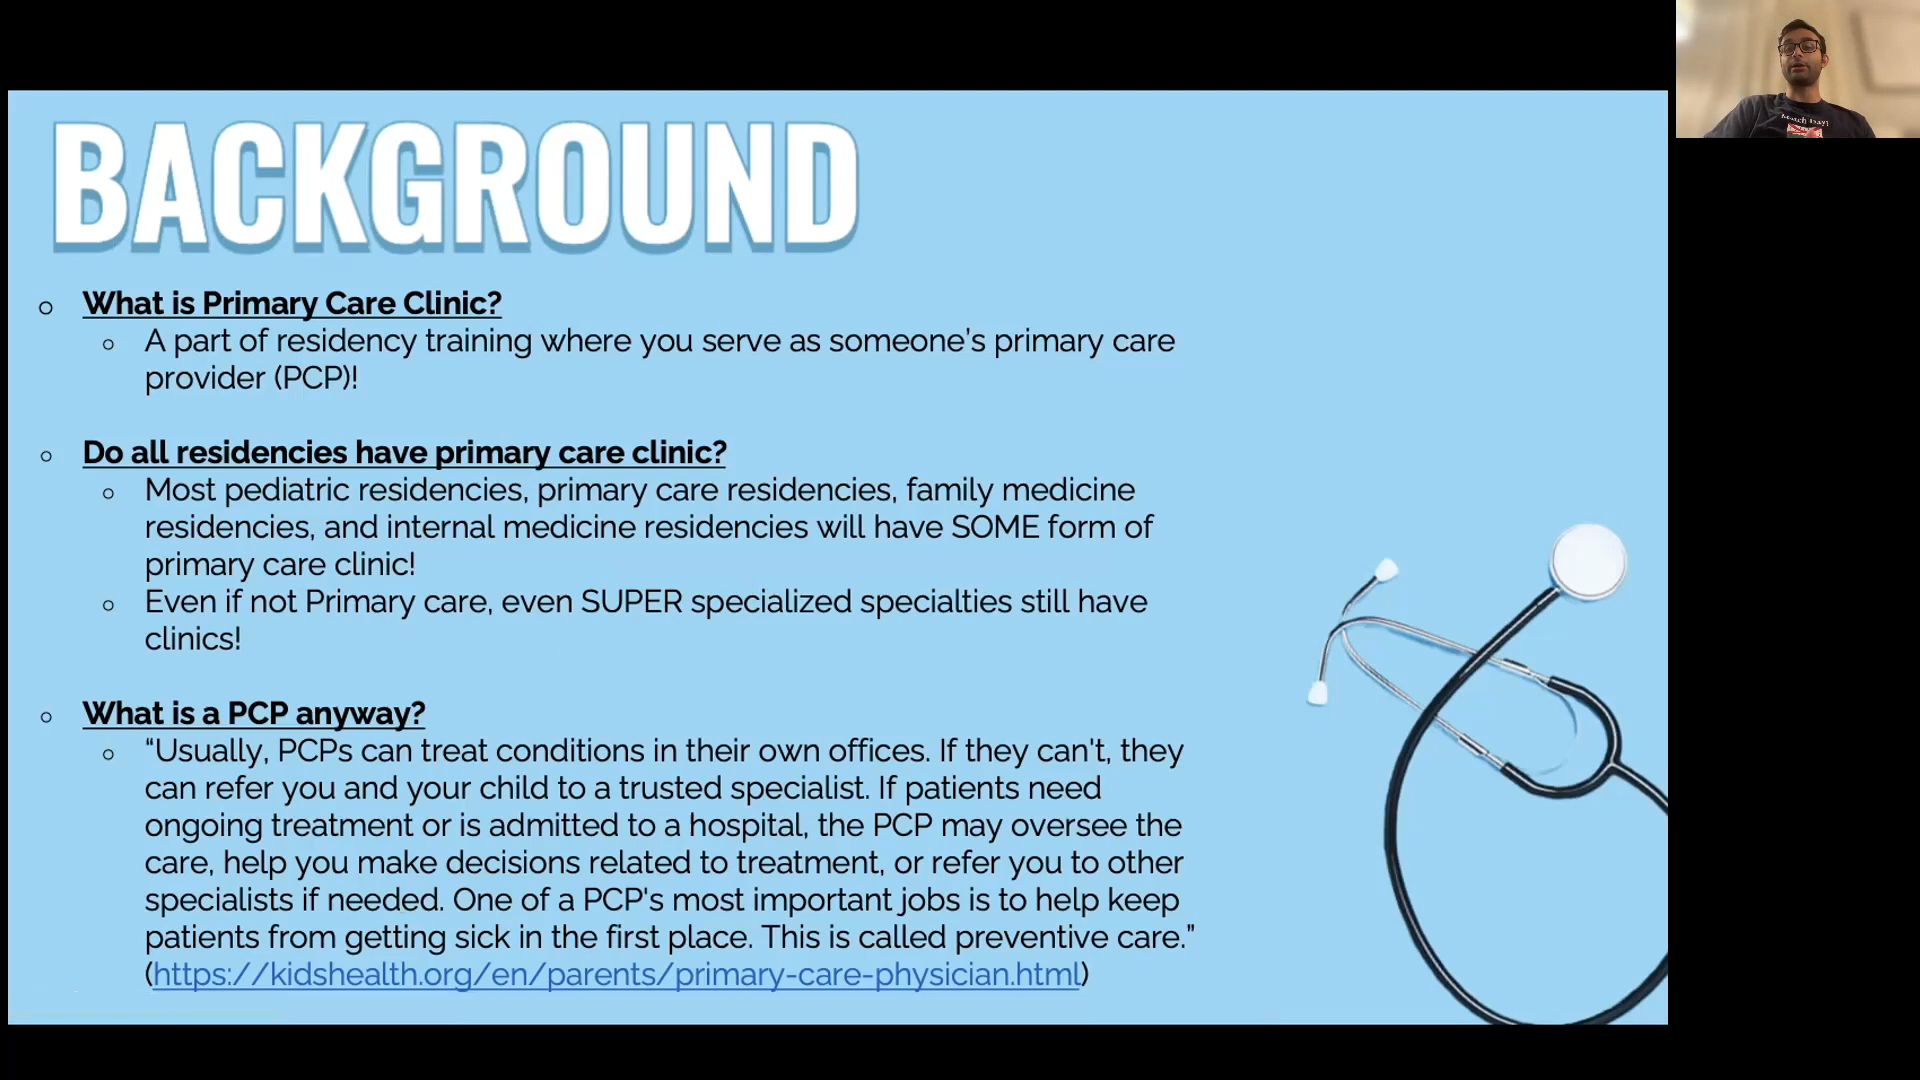 BACKGROUND
What is Primary Care Clinic?
A part of residency training where you serve as someone's primary care
provider (PCP)!
Do all residencies have primary care clinic?
Most pediatric residencies, primary care residencies, family medicine
residencies, and internal medicine residencies will have SOME form of
primary care clinic!
Even if not Primary care, even SUPER specialized specialties still have
clinics!
What is a PCP anyway?
“Usually, PCPs can treat conditions in their own offices. If they can't, they
can refer you and your child to a trusted specialist. If patients need
ongoing treatment or is admitted to a hospital, the PCP may oversee the
care, help you make decisions related to treatment, or refer you to other
specialists if needed. One of a PCP's most important jobs is to help keep
patients from getting sick in the first place. This is called preventive care.”
(https://kidshealth.org/en/parents/primary-care-physician.html)
Match Day!